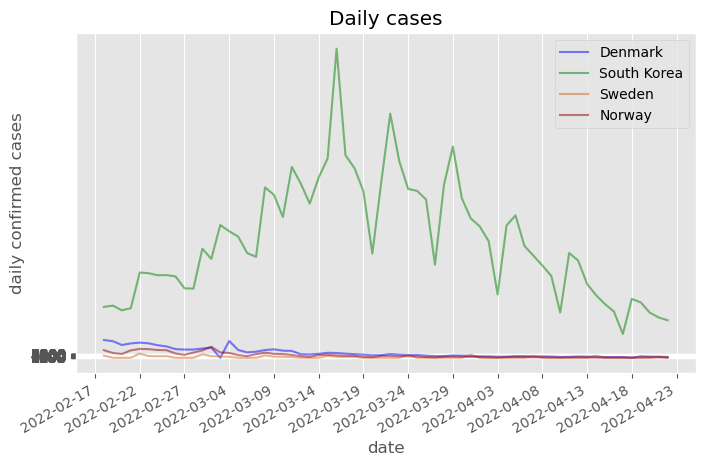 Daily cases
Denmark
South Korea
Sweden
Norway
daily confirmed cases
2022-02-17
2022-02-22
2022-02-27
2022-03-04
2022-03-09
2022-03-14
2022-03-19
2022-03-24
2022-03-29
2022-04-03
2022-04-08
2022-04-13
2022-04-18
2022-04-23
date